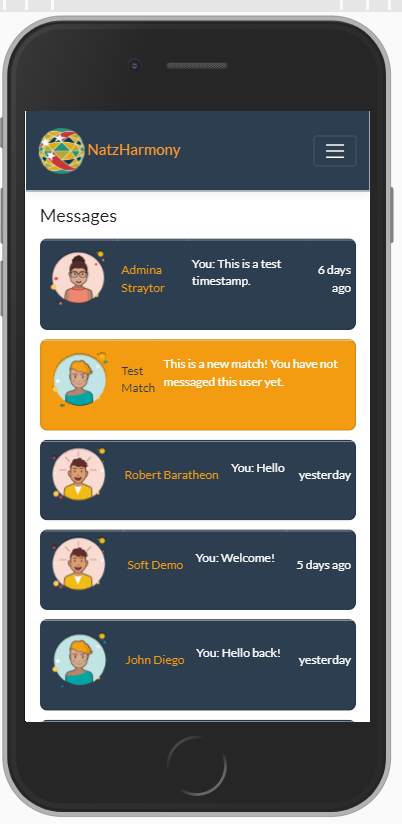 NatzHarmony
Messages
Admina
Straytor
You: This is a test
timestamp.
6 days
ago
Test
Match
This is a new match! You have not
messaged this user yet.
Robert Baratheon
You: Hello
yesterday
Soft Demo
You: Welcome!
5 days ago
John Diego
You: Hello back!
yesterday